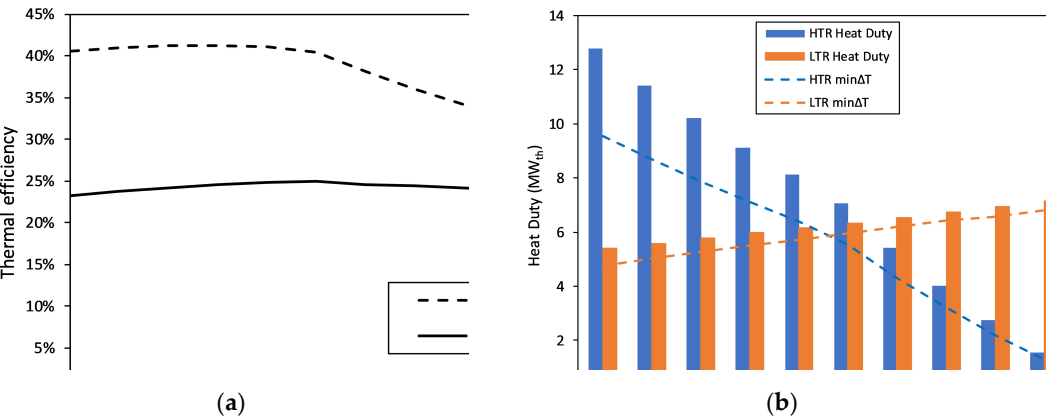 45%
40%
35%
30%
25%
20%
15%
10%
5%
Thermal efficiency
(a)
14
12
10
8
6
4
2
Heat Duty (MWth)
HTR Heat Duty
LTR Heat Duty
HTR minΔT
LTR minΔT
(b)